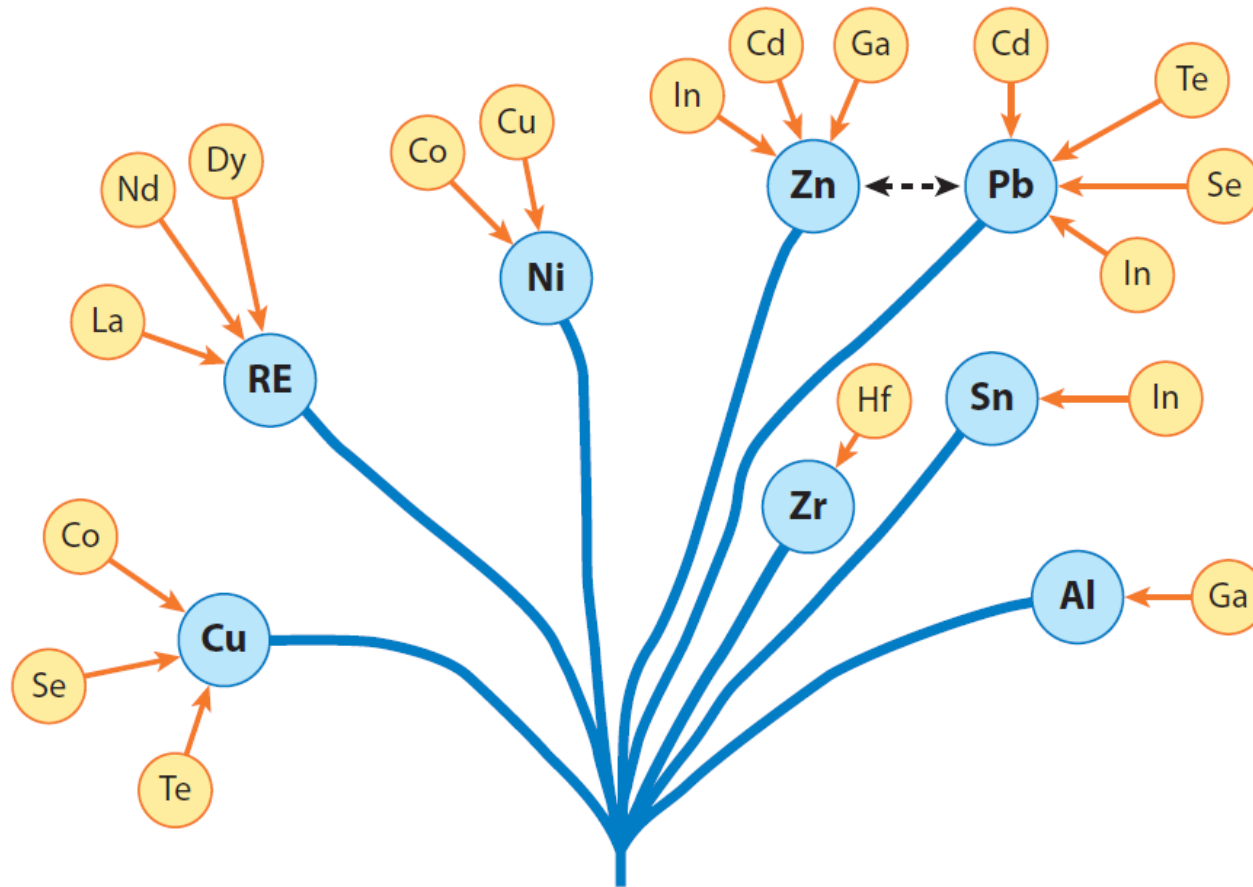 Cd
Ga
Cd
Te
In
Cu
Dy
Co
Nd
Zn
Pb
Se
Ni
In
La
RE
Hf
Sn
In
Zr
Co
Al
Ga
Cu
Se
Te